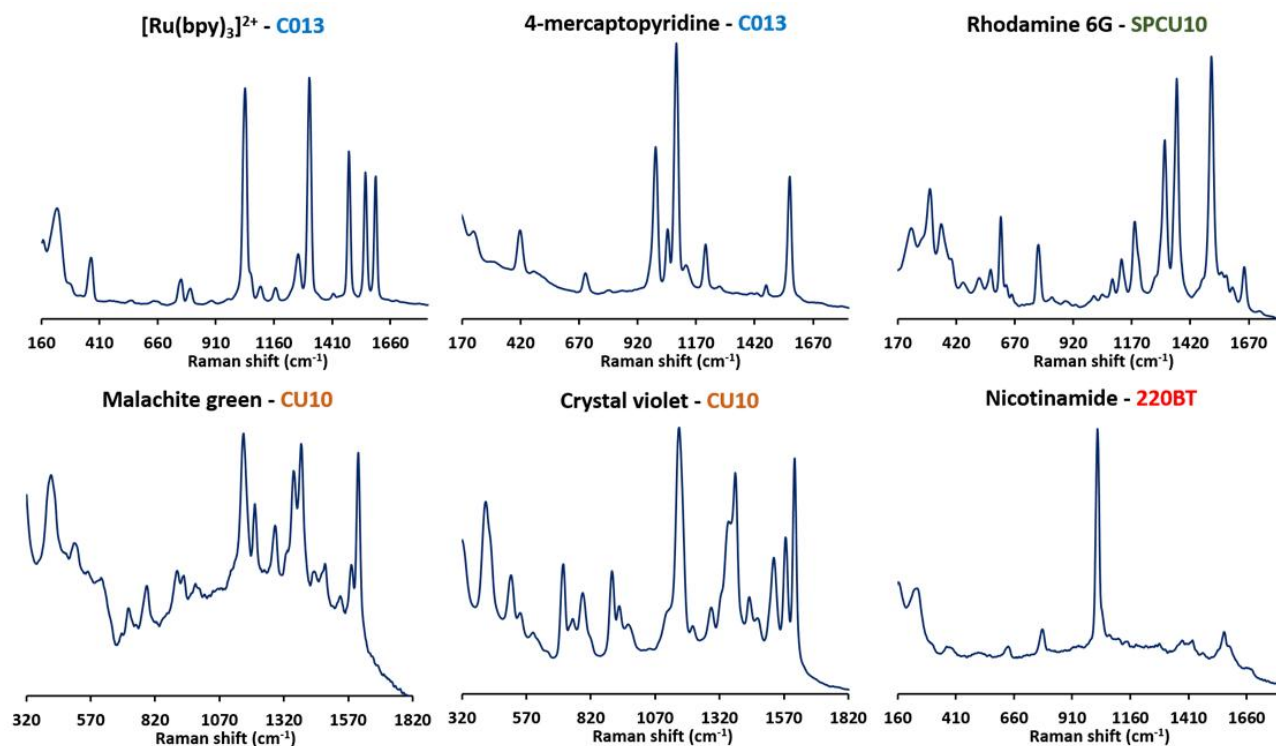 [Ru(bpy)₃]²⁺ - C013
160 410 660 910 1160 1410 1660
Raman shift (cm⁻¹)
4-mercaptopyridine - C013
170 420 670 920 1170 1420 1670
Raman shift (cm⁻¹)
Rhodamine 6G - SPCU10
170 420 670 920 1170 1420 1670
Raman shift (cm⁻¹)
Malachite green - CU10
320 570 820 1070 1320 1570 1820
Raman shift (cm⁻¹)
Crystal violet - CU10
320 570 820 1070 1320 1570 1820
Raman shift (cm⁻¹)
Nicotinamide - 220BT
160 410 660 910 1160 1410 1660
Raman shift (cm⁻¹)